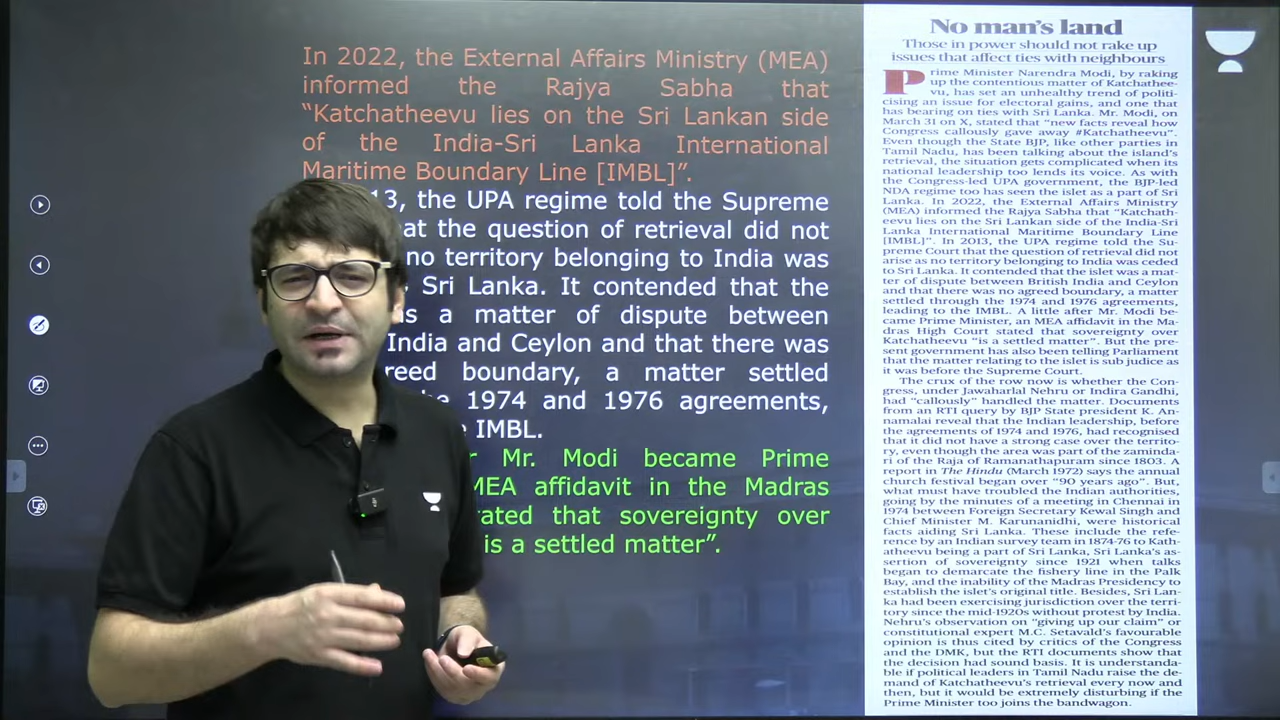 In 2022, the External Affairs Ministry (MEA)
informed the Rajya Sabha that
“Katchatheevu lies on the Sri Lankan side
of the India-Sri Lanka International
Maritime Boundary Line [IMBL]”.
3, the UPA regime told the Supreme
at the question of retrieval did not
no territory belonging to India was
Sri Lanka. It contended that the
s a matter of dispute between
India and Ceylon and that there was
reed boundary, a matter settled
e 1974 and 1976 agreements,
IMBL.
r Mr. Modi became Prime
MEA affidavit in the Madras
rated that sovereignty over
is a settled matter”.
No man’s land
Those in power should not rake up
issues that affect ties with neighbours
Prime Minister Narendra Modi, by raking
up the contentious matter of Katchathee-
vu, has set an unhealthy trend of politi-
cising an issue for electoral gains, and one that
has bearing on ties with Sri Lanka. Mr. Modi, on
March 31 on X, stated that “new facts reveal how
Congress callously gave away #Katchatheevu”.
Even though the State BJP, like other parties in
Tamil Nadu, has been talking about the island’s
retrieval, the situation gets complicated when its
national leadership too lends its voice. As with
the Congress-led UPA government, the BJP-led
NDA regime too has seen the islet as a part of Sri
Lanka. In 2022, the External Affairs Ministry
(MEA) informed the Rajya Sabha that “Katchath-
eevu lies on the Sri Lankan side of the India-Sri
Lanka International Maritime Boundary Line
[IMBL]”. In 2013, the UPA regime told the Su-
preme Court that the question of retrieval did not
arise as no territory belonging to India was ceded
to Sri Lanka. It contended that the islet was a mat-
ter of dispute between British India and Ceylon
and that there was no agreed boundary, a matter
settled through the 1974 and 1976 agreements,
leading to the IMBL. A little after Mr. Modi be-
came Prime Minister, an MEA affidavit in the Ma-
dras High Court stated that sovereignty over
Katchatheevu “is a settled matter”. But the pre-
sent government has also been telling Parliament
that the matter relating to the islet is sub judice as
it was before the Supreme Court.
The crux of the row now is whether the Con-
gress, under Jawaharlal Nehru or Indira Gandhi,
had “callously” handled the matter. Documents
from an RTI query by BJP State president K. An-
namalai reveal that the Indian leadership, before
the agreements of 1974 and 1976, had recognised
that it did not have a strong case over the territo-
ry, even though the area was part of the zaminda-
ri of the Raja of Ramanathapuram since 1803. A
report in The Hindu (March 1972) says the annual
church festival began over “90 years ago”. But,
what must have troubled the Indian authorities,
going by the minutes of a meeting in Chennai in
1974 between Foreign Secretary Kewal Singh and
Chief Minister M. Karunanidhi, were historical
facts aiding Sri Lanka. These include the refe-
rence by an Indian survey team in 1874-76 to Kath-
atheevu being a part of Sri Lanka, Sri Lanka’s as-
sertion of sovereignty since 1921 when talks
began to demarcate the fishery line in the Palk
Bay, and the inability of the Madras Presidency to
establish the islet’s original title. Besides, Sri Lan-
ka had been exercising jurisdiction over the terri-
tory since the mid-1920s without protest by India.
Nehru’s observation on “giving up our claim” or
constitutional expert M.C. Setavald’s favourable
opinion is thus cited by critics of the Congress
and the DMK, but the RTI documents show that
the decision had sound basis. It is understanda-
ble if political leaders in Tamil Nadu raise the de-
mand of Katchatheevu’s retrieval every now and
then, but it would be extremely disturbing if the
Prime Minister too joins the bandwagon.